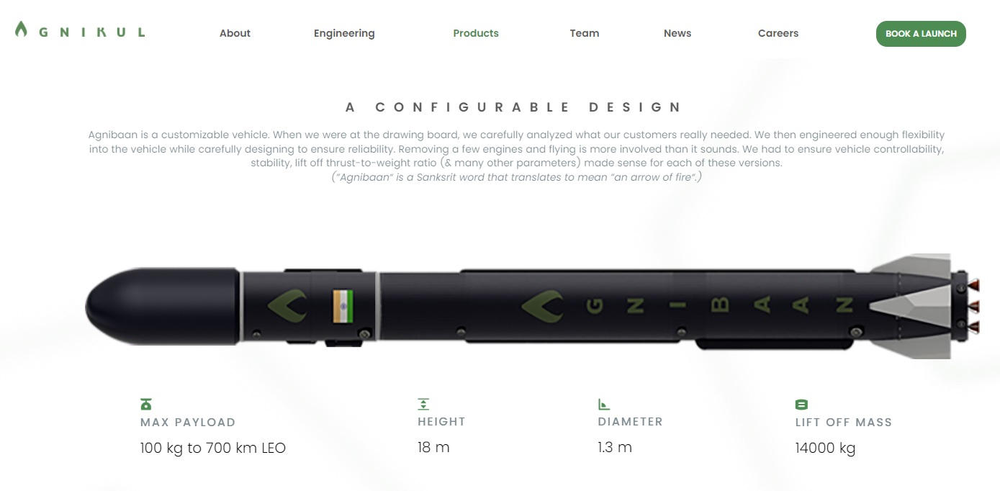 GNIKUL
About
Engineering
Products
Team
News
Careers
BOOK A LAUNCH
A CONFIGURABLE DESIGN
Agnibaan is a customizable vehicle. When we were at the drawing board, we carefully analyzed what our customers really needed. We then engineered enough flexibility
into the vehicle while carefully designing to ensure reliability. Removing a few engines and flying is more involved than it sounds. We had to ensure vehicle controllability,
stability, lift off thrust-to-weight ratio (& many other parameters) made sense for each of these versions.
("Agnibaan" is a Sanksrit word that translates to mean "an arrow of fire".)
GNIBAAN
MAX PAYLOAD
100 kg to 700 km LEO
HEIGHT
18 m
DIAMETER
1.3 m
LIFT OFF MASS
14000 kg